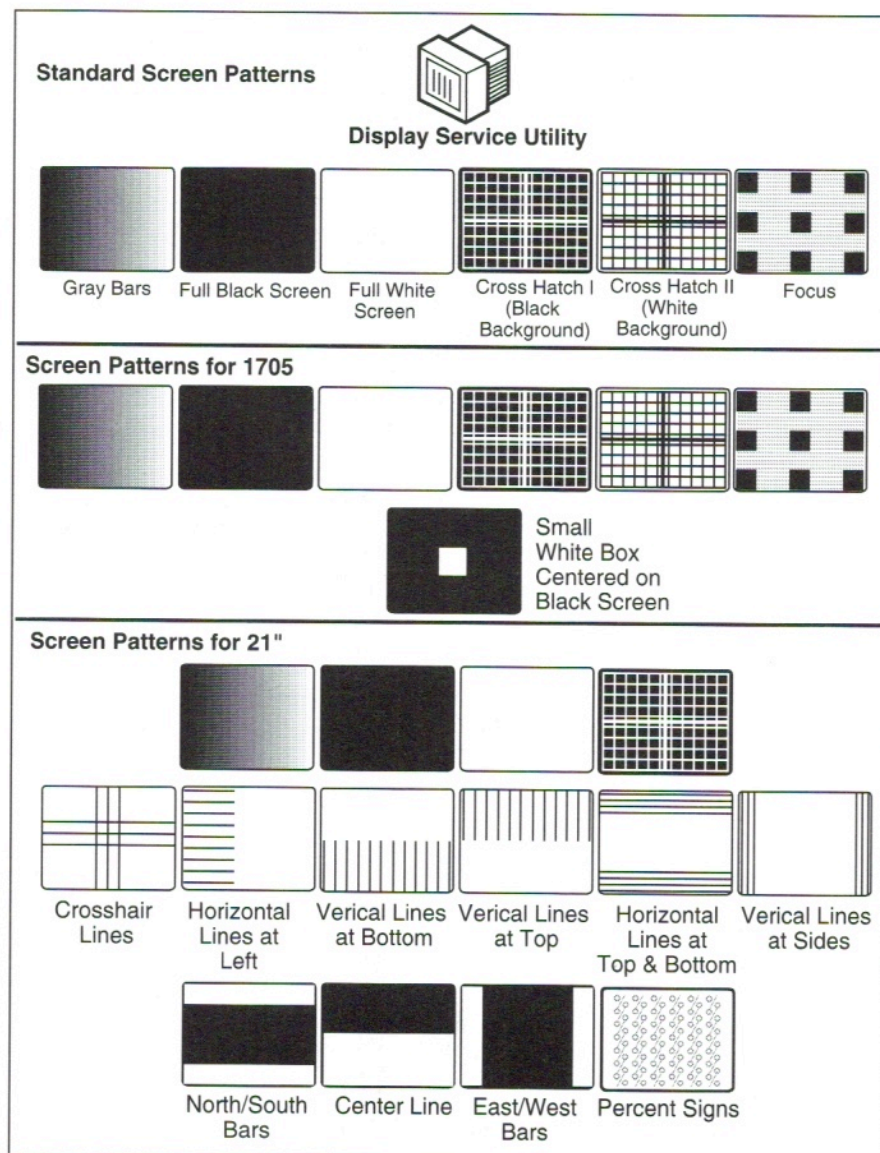 Standard Screen Patterns
Display Service Utility
Gray Bars
Full Black Screen
Full White
Screen
Cross Hatch I
(Black
Background)
Cross Hatch II
(White
Background)
Focus
Screen Patterns for 1705
Small
White Box
Centered on
Black Screen
Screen Patterns for 21"
Crosshair
Lines
Horizontal
Lines at
Left
Verical Lines
at Bottom
Verical Lines
at Top
Horizontal
Lines at
Top & Bottom
Verical Lines
at Sides
North/South
Bars
Center Line
East/West
Bars
Percent Signs